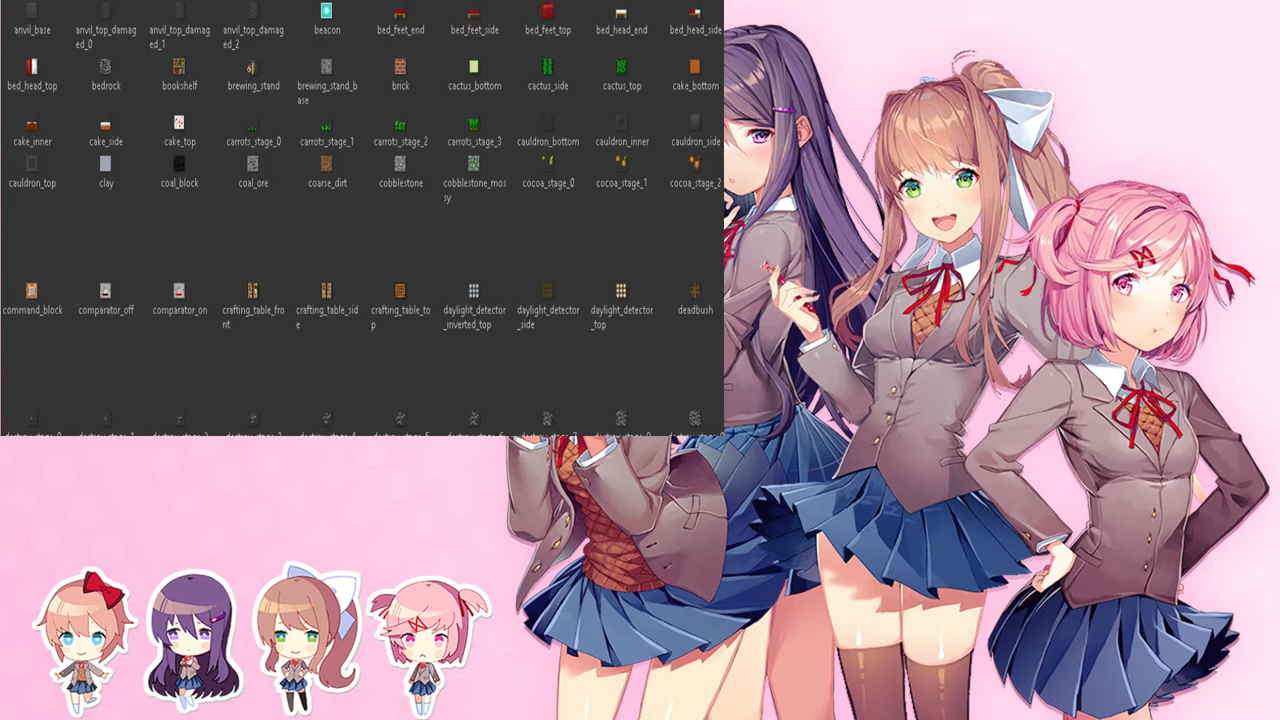 anvil_base anvil_top_damag anvil_top_damag anvil_top_damag beacon bed_feet_end bed_feet_side bed_feet_top bed_head_end bed_head_side
ed_0 ed_1 ed_2
bed_head_top bedrock bookshelf brewing_stand brewing_stand_b brick cactus_bottom cactus_side cactus_top cake_bottom
ase
cake_inner cake_side cake_top carrots_stage_0 carrots_stage_1 carrots_stage_2 carrots_stage_3 cauldron_bottom cauldron_inner cauldron_side
cauldron_top clay coal_block coal_ore coarse_dirt cobblestone cobblestone_mos cocoa_stage_0 cocoa_stage_1 cocoa_stage_2
sy
command_block comparator_off comparator_on crafting_table_fro crafting_table_sid crafting_table_to daylight_detector daylight_detector daylight_detector deadbush
nt e p _inverted_top _side _top